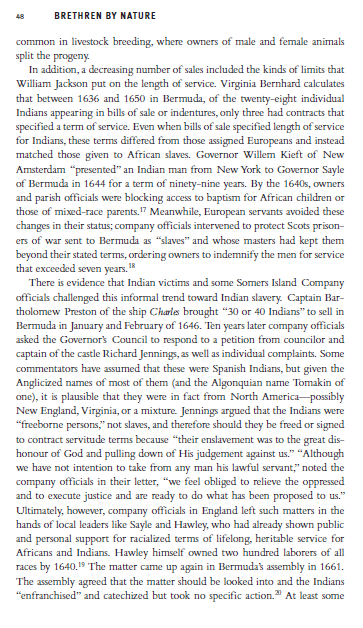 48 BRETHREN BY NATURE
common in livestock breeding, where owners of male and female animals
split the progeny.
In addition, a decreasing number of sales included the kinds of limits that
William Jackson put on the length of service. Virginia Bernhard calculates
that between 1636 and 1650 in Bermuda, of the twenty-eight individual
Indians appearing in bills of sale or indentures, only three had contracts that
specified a term of service. Even when bills of sale specified length of service
for Indians, these terms differed from those assigned Europeans and instead
matched those given to African slaves. Governor Willem Kieft of New
Amsterdam “presented” an Indian man from New York to Governor Sayle
of Bermuda in 1644 for a term of ninety-nine years. By the 1640s, owners
and parish officials were blocking access to baptism for African children or
those of mixed-race parents.17 Meanwhile, European servants avoided these
changes in their status; company officials intervened to protect Scots prison-
ers of war sent to Bermuda as “slaves” and whose masters had kept them
beyond their stated terms, ordering owners to indemnify the men for service
that exceeded seven years.18
There is evidence that Indian victims and some Somers Island Company
officials challenged this informal trend toward Indian slavery. Captain Bar-
tholomew Preston of the ship Charles brought “30 or 40 Indians” to sell in
Bermuda in January and February of 1646. Ten years later company officials
asked the Governor’s Council to respond to a petition from councilor and
captain of the castle Richard Jennings, as well as individual complaints. Some
commentators have assumed that these were Spanish Indians, but given the
Anglicized names of most of them (and the Algonquian name Tomakin of
one), it is plausible that they were in fact from North America—possibly
New England, Virginia, or a mixture. Jennings argued that the Indians were
“freeborne persons,” not slaves, and therefore should they be freed or signed
to contract servitude terms because “their enslavement was to the great dis-
honour of God and pulling down of His judgement against us.” “Although
we have not intention to take from any man his lawful servant,” noted the
company officials in their letter, “we feel obliged to relieve the oppressed
and to execute justice and are ready to do what has been proposed to us.”
Ultimately, however, company officials in England left such matters in the
hands of local leaders like Sayle and Hawley, who had already shown public
and personal support for racialized terms of lifelong, heritable service for
Africans and Indians. Hawley himself owned two hundred laborers of all
races by 1640.19 The matter came up again in Bermuda’s assembly in 1661.
The assembly agreed that the matter should be looked into and the Indians
“enfranchised” and catechized but took no specific action.20 At least some